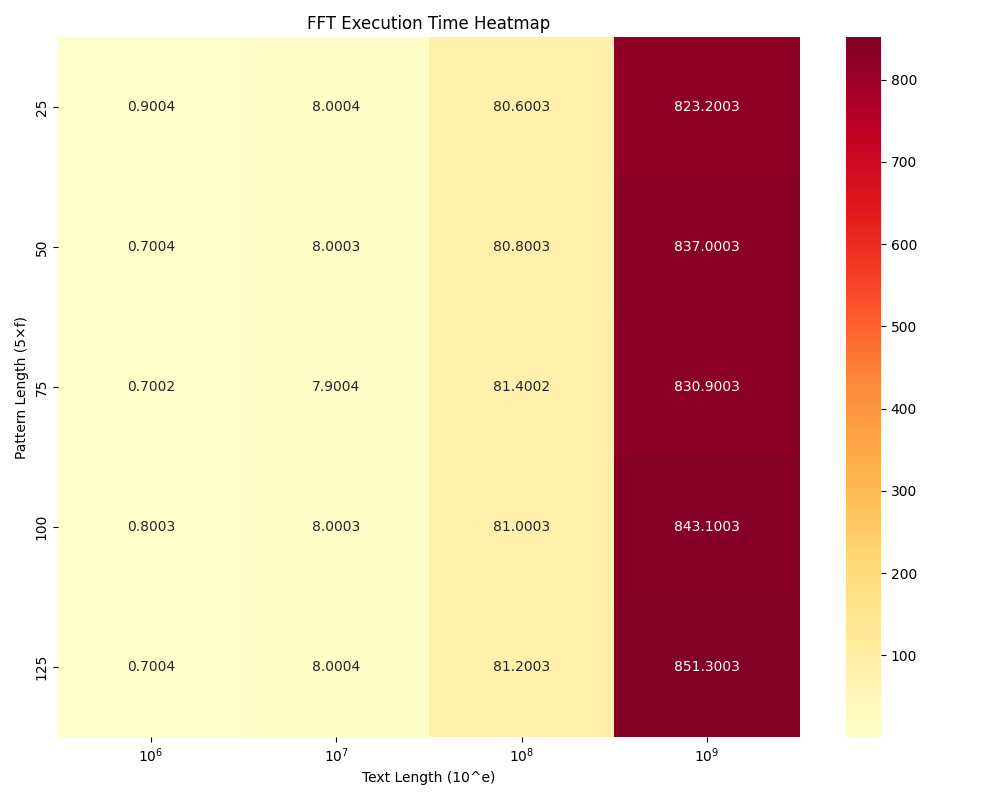 FFT Execution Time Heatmap
Pattern Length (5×f)
25 0.9004 8.0004 80.6003 823.2003
50 0.7004 8.0003 80.8003 837.0003
75 0.7002 7.9004 81.4002 830.9003
100 0.8003 8.0003 81.0003 843.1003
125 0.7004 8.0004 81.2003 851.3003
10⁶ 10⁷ 10⁸ 10⁹
Text Length (10^e)
800
700
600
500
400
300
200
100